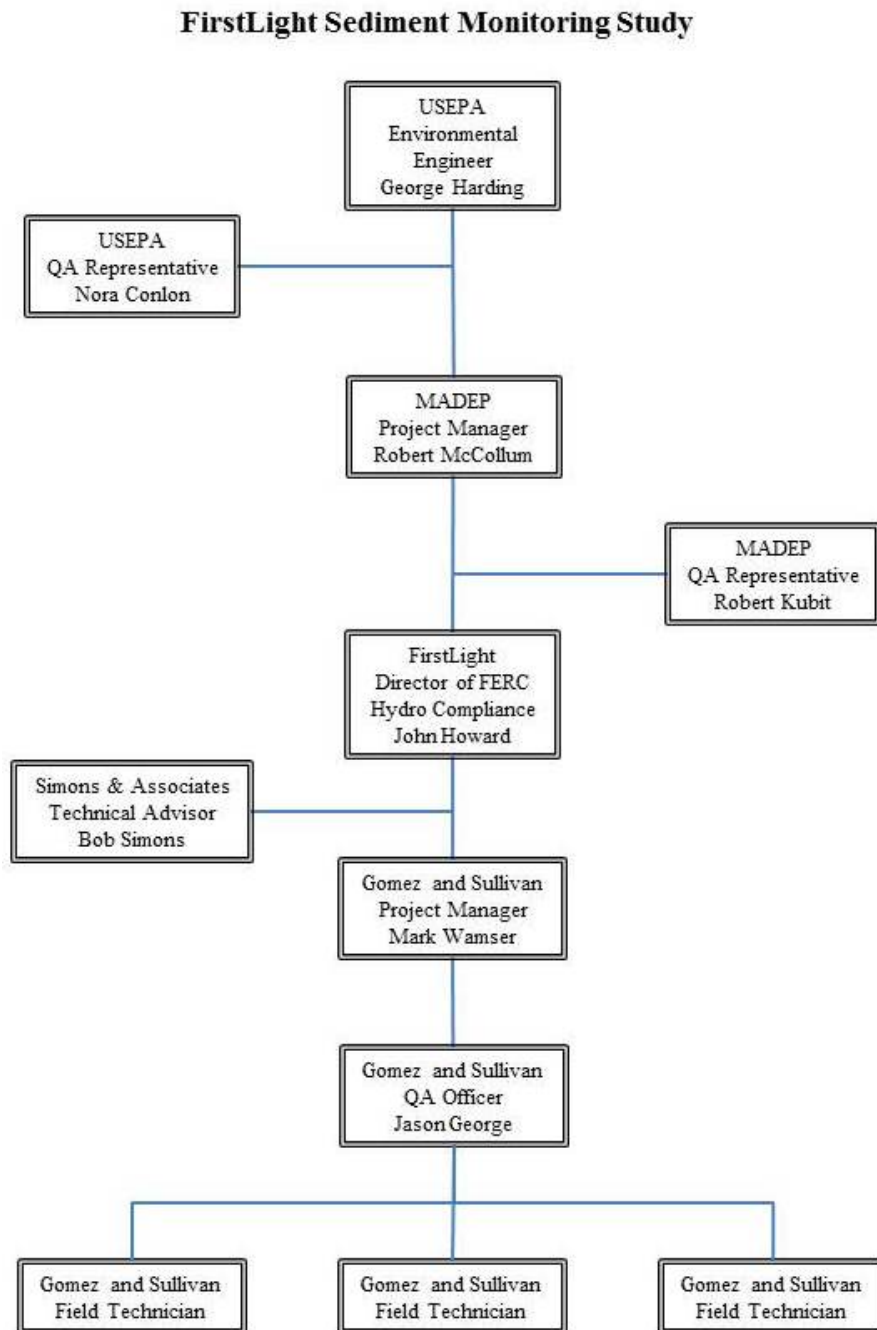 FirstLight Sediment Monitoring Study
USEPA
Environmental
Engineer
George Harding
USEPA
QA Representative
Nora Conlon
MADEP
Project Manager
Robert McCollum
MADEP
QA Representative
Robert Kubit
FirstLight
Director of FERC
Hydro Compliance
John Howard
Simons & Associates
Technical Advisor
Bob Simons
Gomez and Sullivan
Project Manager
Mark Wamser
Gomez and Sullivan
QA Officer
Jason George
Gomez and Sullivan
Field Technician
Gomez and Sullivan
Field Technician
Gomez and Sullivan
Field Technician